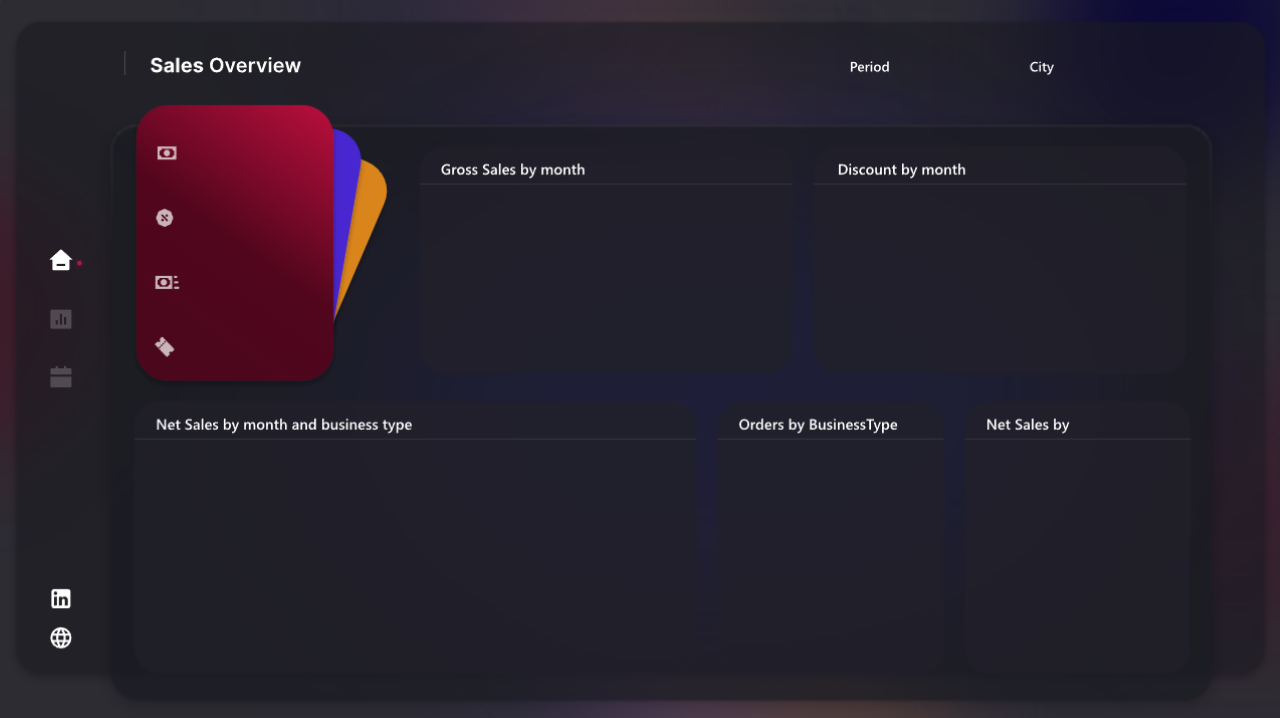 Sales Overview
Period
City
Gross Sales by month
Discount by month
Net Sales by month and business type
Orders by BusinessType
Net Sales by
in